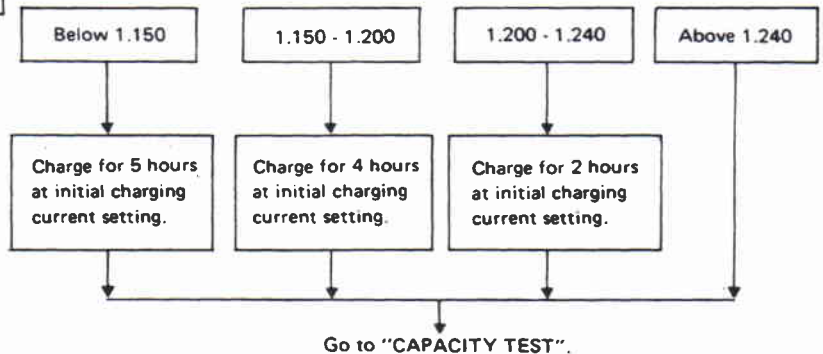 Below 1.150
1.150 - 1.200
1.200 - 1.240
Above 1.240
Charge for 5 hours
at initial charging
current setting.
Charge for 4 hours
at initial charging
current setting.
Charge for 2 hours
at initial charging
current setting.
Go to "CAPACITY TEST".